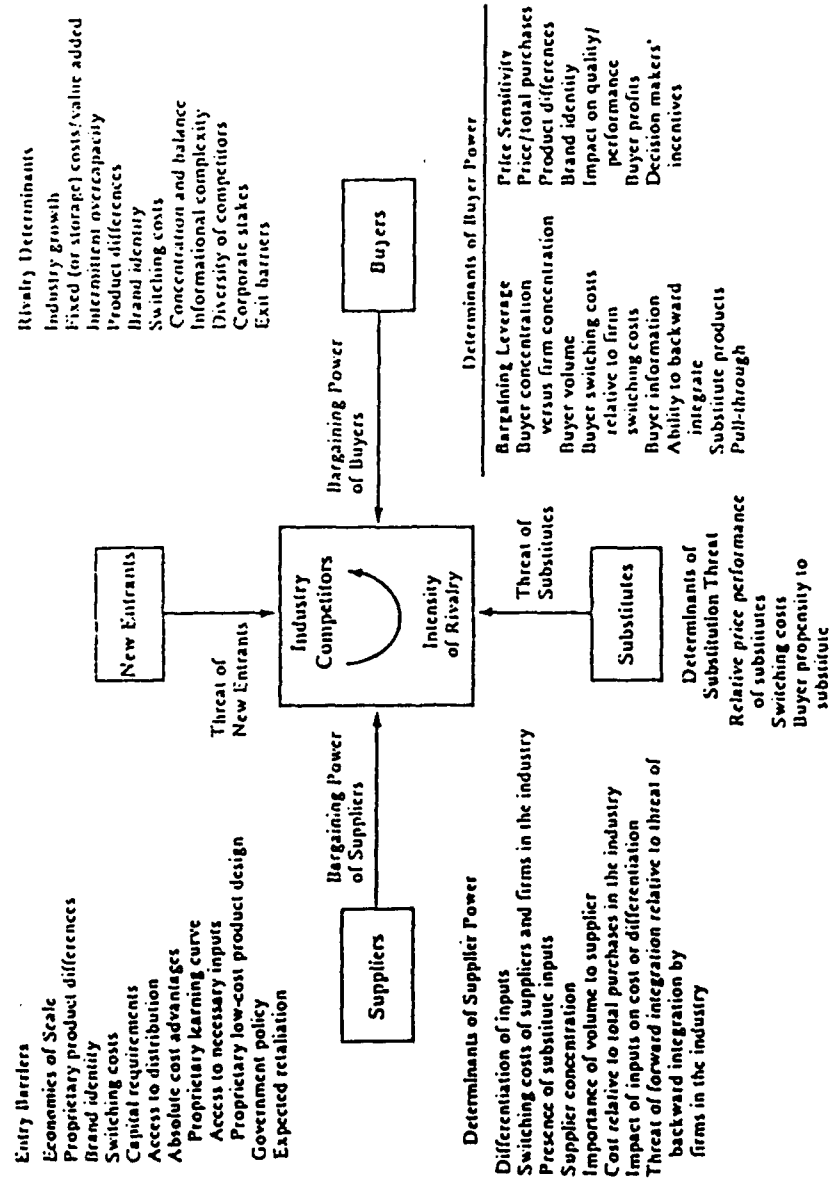 Entry Barriers
Economies of Scale
Proprietary product differences
Brand identity
Switching costs
Capital requirements
Access to distribution
Absolute cost advantages
Proprietary learning curve
Access to necessary inputs
Proprietary low-cost product design
Government policy
Expected retaliation
New Entrants
Threat of
New Entrants
Rivalry Determinants
Industry growth
Fixed (or storage) costs/value added
Intermittent overcapacity
Product differences
Brand identity
Switching costs
Concentration and balance
Informational complexity
Diversity of competitors
Corporate stakes
Exit barriers
Suppliers
Bargaining Power
of Suppliers
Industry
Competitors
Intensity
of Rivalry
Bargaining Power
of Buyers
Buyers
Threat of
Substitutes
Substitutes
Determinants of Supplier Power
Differentiation of inputs
Switching costs of suppliers and firms in the industry
Presence of substitute inputs
Supplier concentration
Importance of volume to supplier
Cost relative to total purchases in the industry
Impact of inputs on cost or differentiation
Threat of forward integration relative to threat of
backward integration by
firms in the industry
Determinants of
Substitution Threat
Relative price performance
of substitutes
Switching costs
Buyer propensity to
substitute
Determinants of Buyer Power
Bargaining Leverage
Buyer concentration
versus firm concentration
Buyer volume
Buyer switching costs
relative to firm
switching costs
Buyer information
Ability to backward
integrate
Substitute products
Pull-through
Price Sensitivity
Price/total purchases
Product differences
Brand identity
Impact on quality/
performance
Buyer profits
Decision makers'
incentives